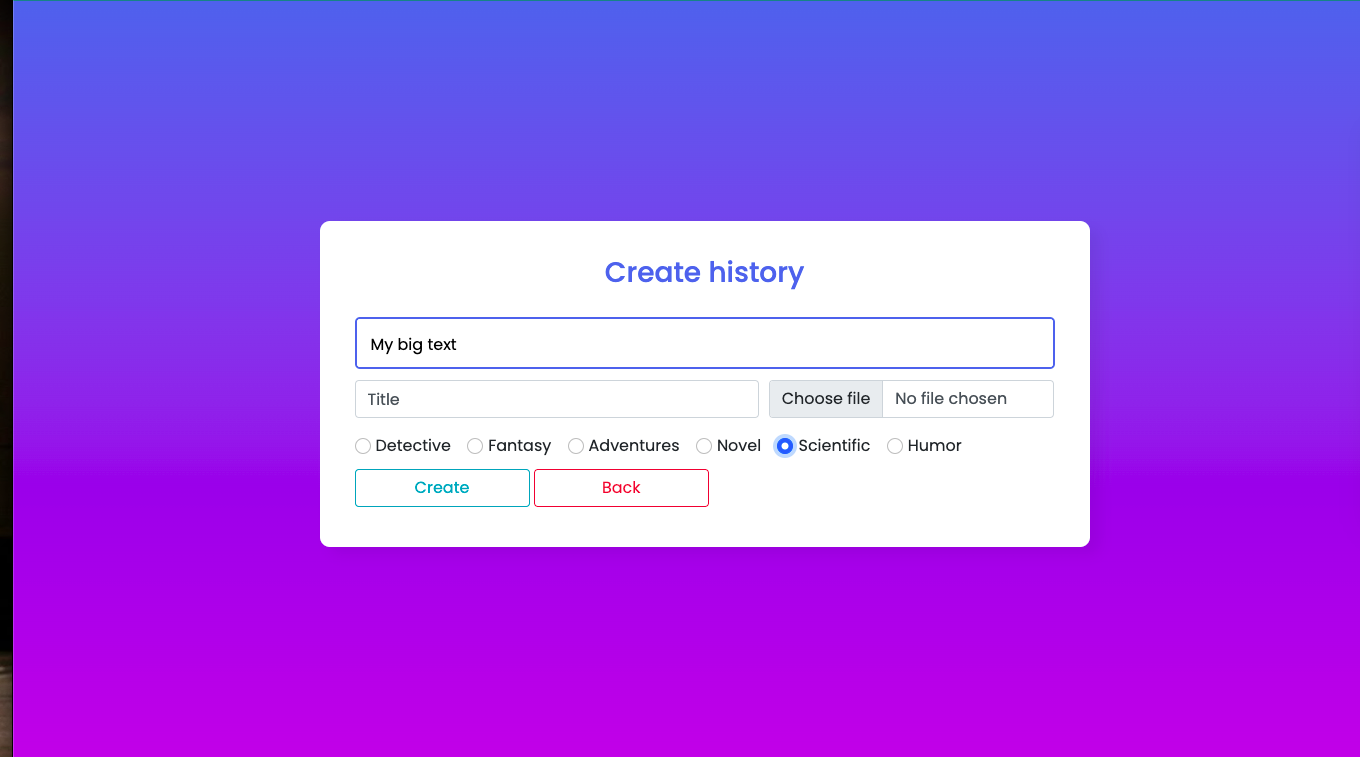 Create history
My big text
Title Choose file No file chosen
Detective Fantasy Adventures Novel Scientific Humor
Create Back